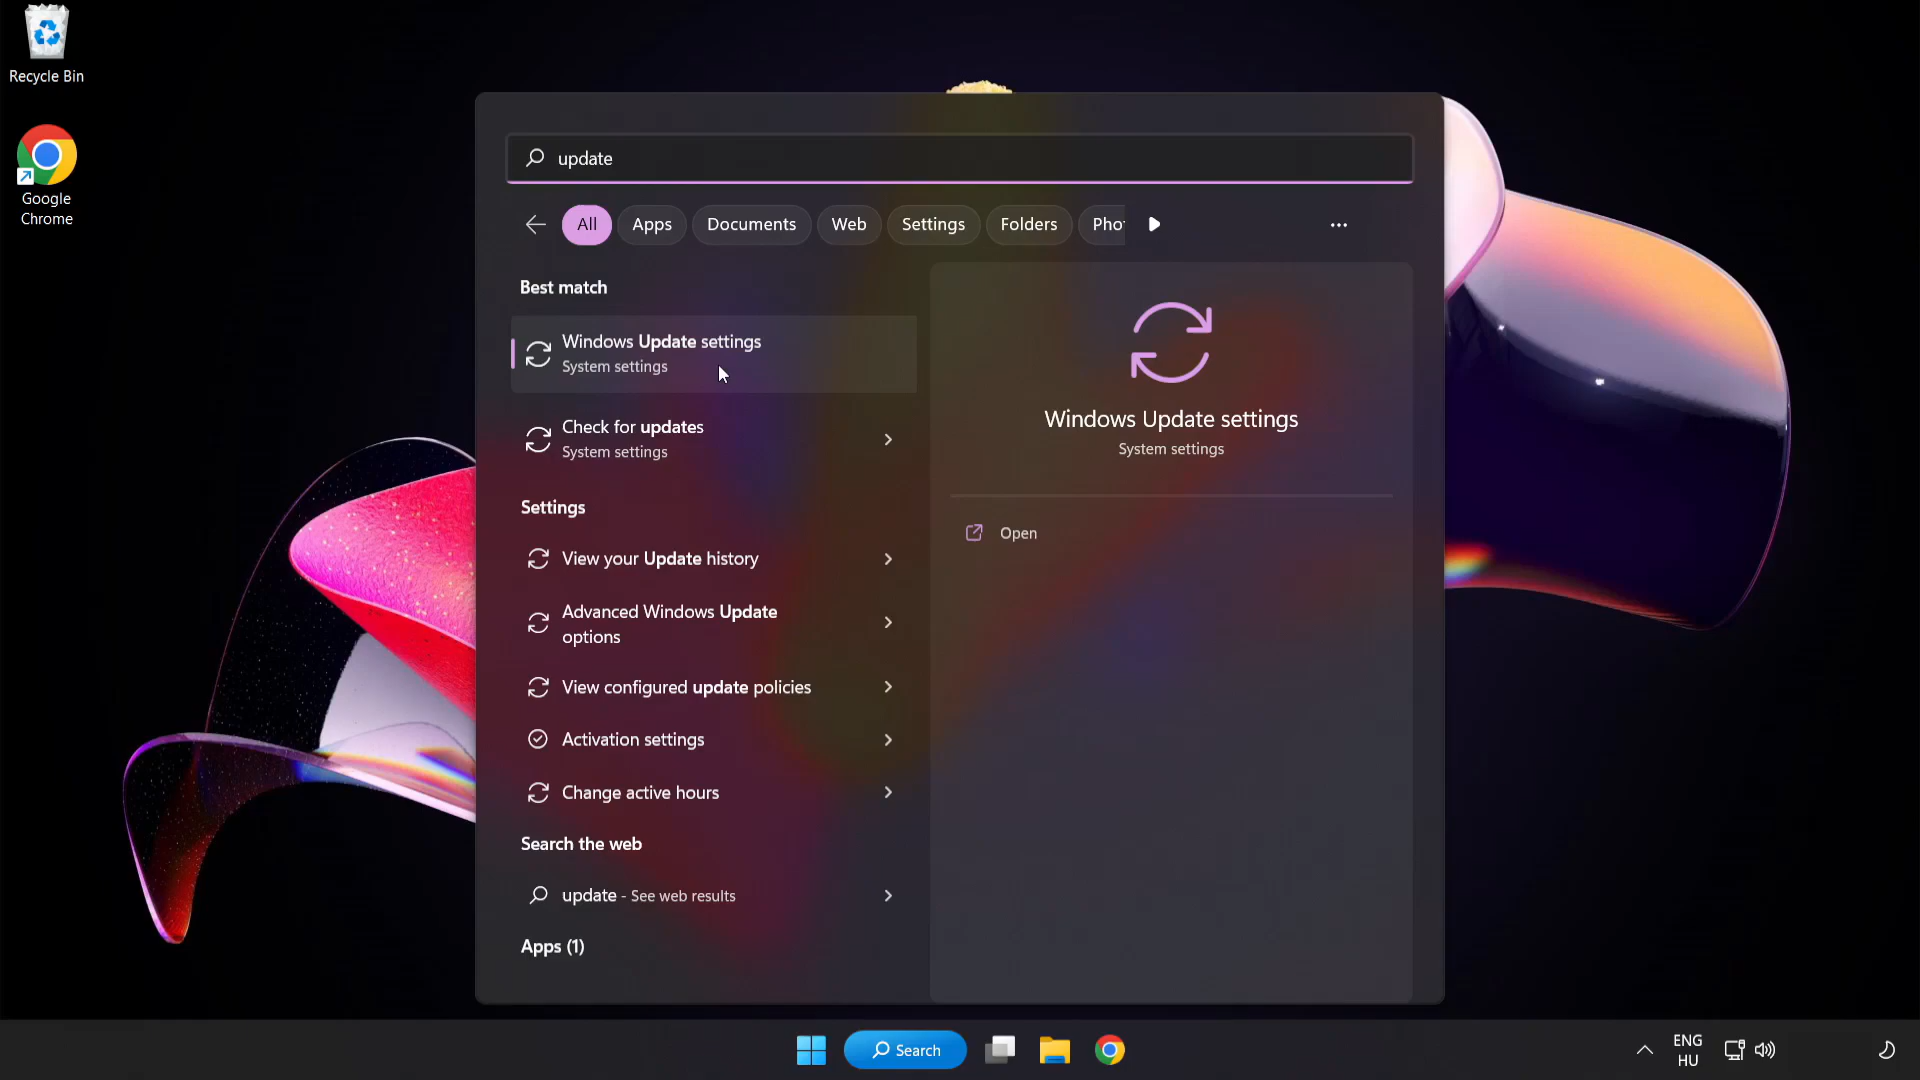 Recycle Bin
Google
Chrome
update
All
Apps
Documents
Web
Settings
Folders
Pho
Best match
Windows Update settings
System settings
Check for updates
System settings
Settings
View your Update history
Advanced Windows Update
options
View configured update policies
Activation settings
Change active hours
Search the web
update - See web results
Apps (1)
Windows Update settings
System settings
Open
Search
ENG
HU